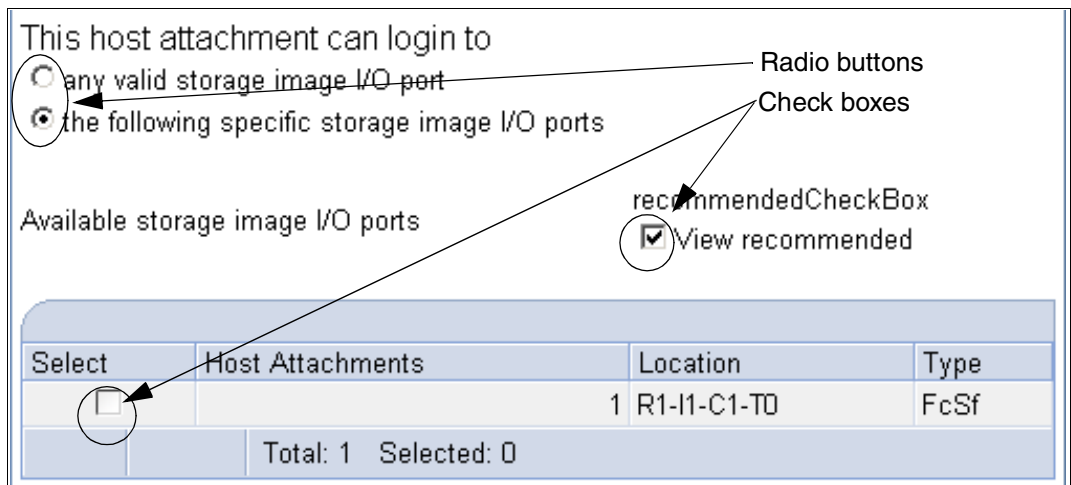 This host attachment can login to
any valid storage image I/O port
Radio buttons
Check boxes
the following specific storage image I/O ports
recommendedCheckBox
Available storage image I/O ports
View recommended
Select Host Attachments Location Type
1 R1-I1-C1-T0 FcSf
Total: 1 Selected: 0